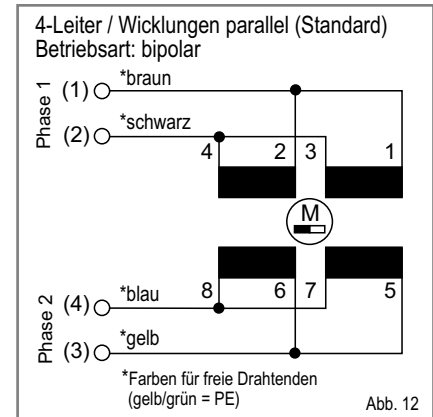 4-Leiter / Wicklungen parallel (Standard)
Betriebsart: bipolar
Phase 1
(1) *braun
(2) *schwarz
4 2 3 1
M
8 6 7 5
Phase 2
(4) *blau
(3) *gelb
*Farben für freie Drahtenden
(gelb/grün = PE)
Abb. 12